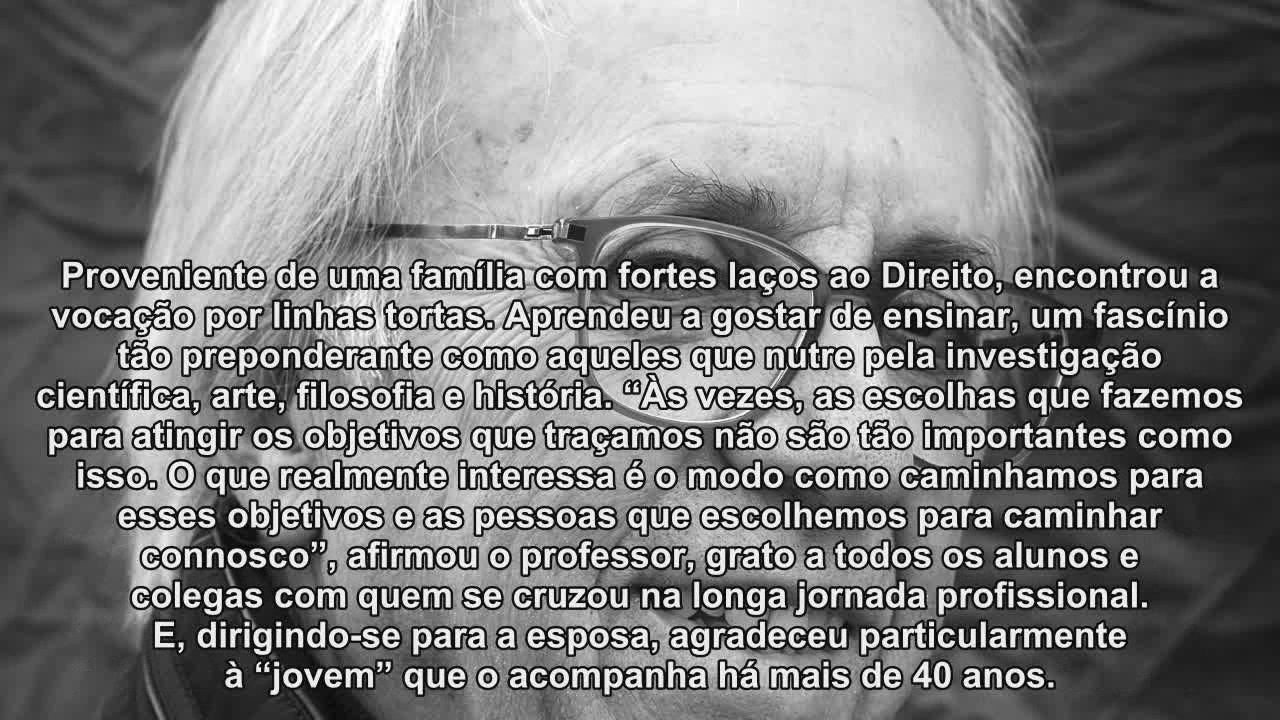 Proveniente de uma família com fortes laços ao Direito, encontrou a
vocação por linhas tortas. Aprendeu a gostar de ensinar, um fascínio
tão preponderante como aqueles que nutre pela investigação
científica, arte, filosofia e história. “Às vezes, as escolhas que fazemos
para atingir os objetivos que traçamos não são tão importantes como
isso. O que realmente interessa é o modo como caminhamos para
esses objetivos e as pessoas que escolhemos para caminhar
connosco”, afirmou o professor, grato a todos os alunos e
colegas com quem se cruzou na longa jornada profissional.
E, dirigindo-se para a esposa, agradeceu particularmente
à “jovem” que o acompanha há mais de 40 anos.